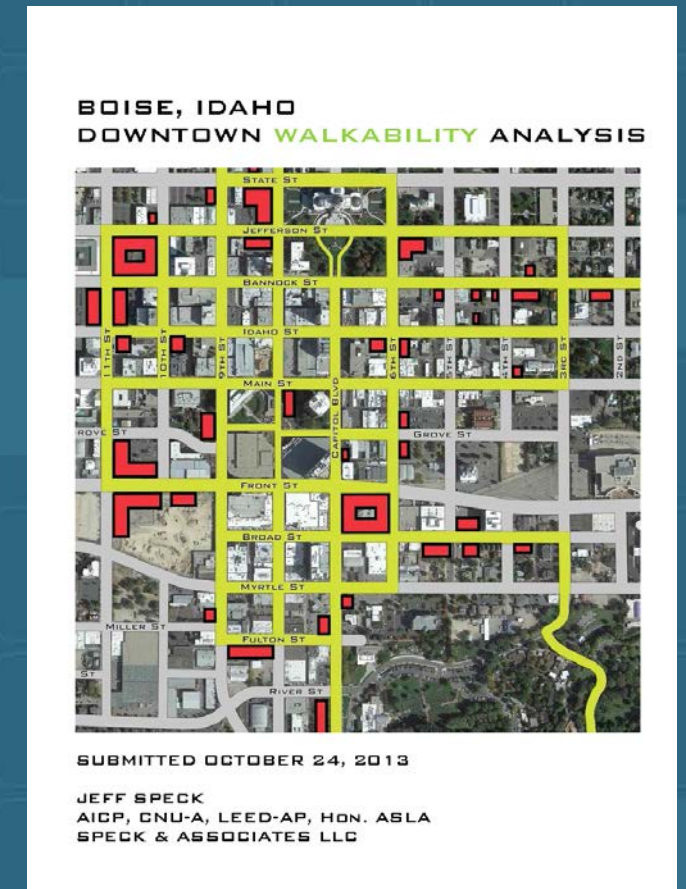 BOISE, IDAHO
DOWNTOWN WALKABILITY ANALYSIS
STATE ST
JEFFERSON ST
BANNOCK ST
IDAHO ST
11TH ST
10TH ST
9TH ST
6TH ST
5TH ST
4TH ST
3RD ST
2ND ST
MAIN ST
CAPITOL BLVD
ROVE ST
GROVE ST
FRONT ST
BROAD ST
MYRTLE ST
MILLER ST
FULTON ST
ST
RIVER ST
SUBMITTED OCTOBER 24, 2013
JEFF SPECK
AICP, CNU-A, LEED-AP, HON. ASLA
SPECK & ASSOCIATES LLC